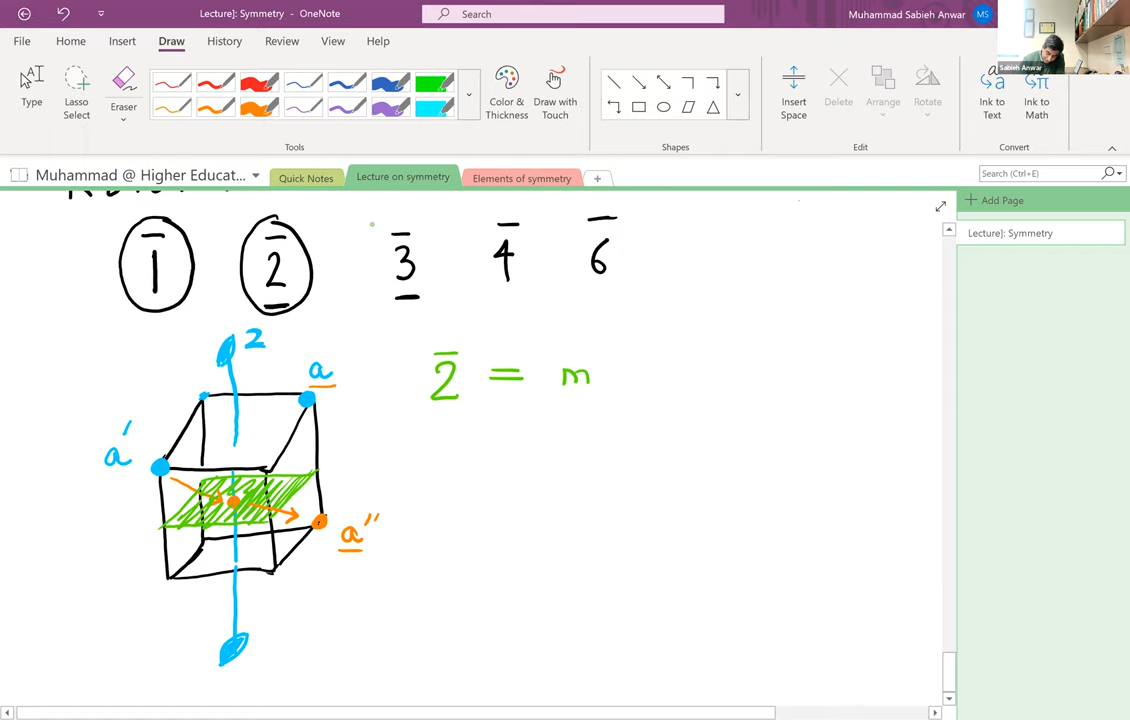 Lecture]: Symmetry - OneNote
Search
Muhammad Sabieh Anwar
MS
File Home Insert Draw History Review View Help
Sabieh Anwar
Type
Lasso Select
Eraser
Color & Thickness
Draw with Touch
Insert Space
Delete
Arrange
Rotate
Ink to Text
Ink to Math
Tools
Shapes
Edit
Convert
Muhammad @ Higher Educat...
Quick Notes
Lecture on symmetry
Elements of symmetry
Search (Ctrl+E)
Add Page
Lecture]: Symmetry
1̅ 2̅ 3̅ 4̅ 6̅
2
a
2̅ = m
a′
a″